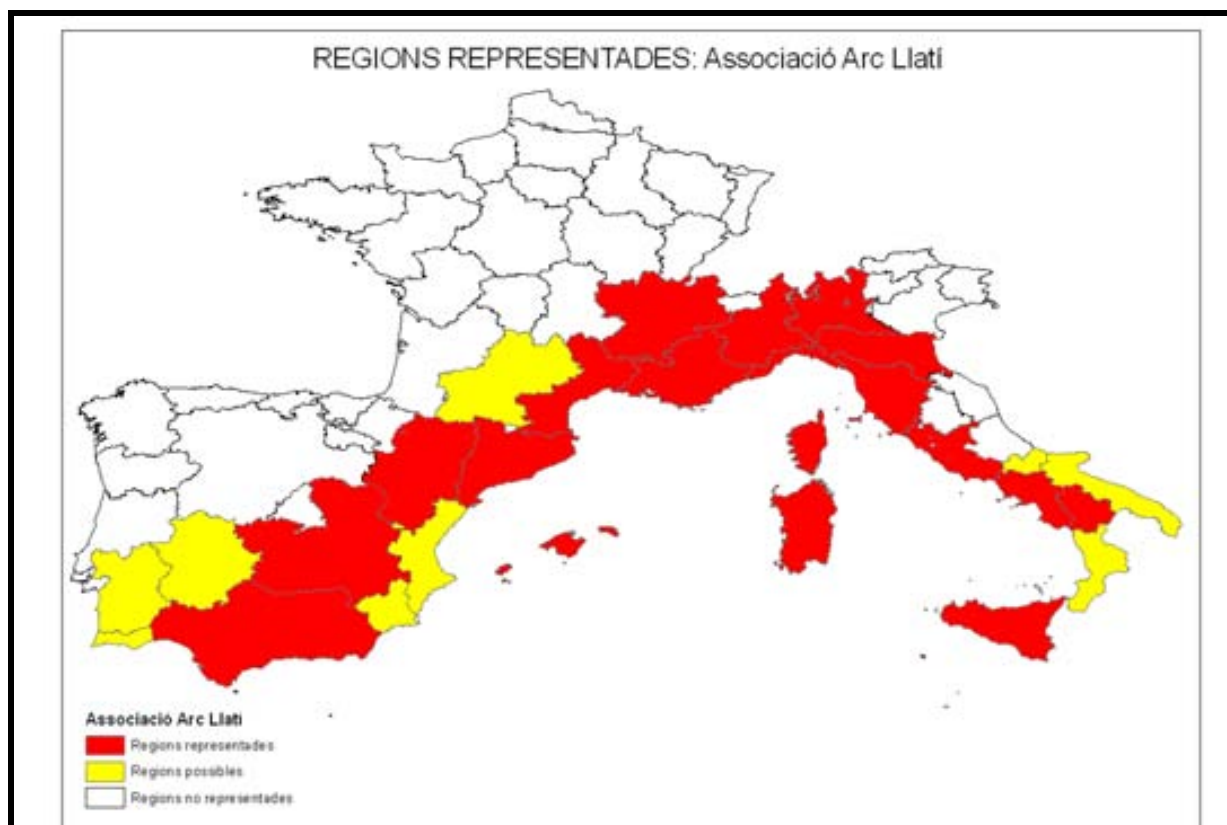 REGIONS REPRESENTADES: Associació Arc Llatí
Associació Arc Llatí
Regions representades
Regions possibles
Regions no representades